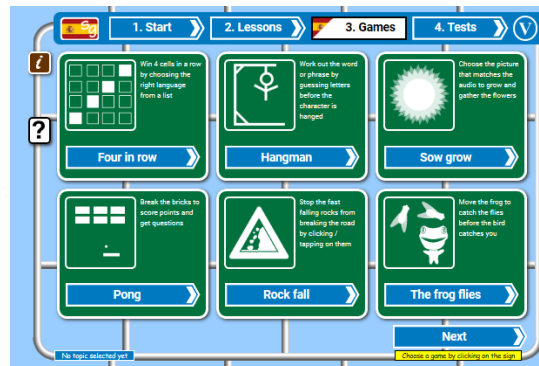 Sg
1. Start
2. Lessons
3. Games
4. Tests
V
i
?
Win 4 cells in a row
by choosing the
right language
from a list
Four in row
Work out the word
or phrase by
guessing letters
before the
character is
hanged
Hangman
Choose the picture
that matches the
audio to grow and
gather the flowers
Sow grow
Break the bricks to
score points and
get questions
Pong
Stop the fast
falling rocks from
breaking the road
by clicking /
tapping on them
Rock fall
Move the frog to
catch the flies
before the bird
catches you
The frog flies
Next
No topic selected yet
Choose a game by clicking on the sign